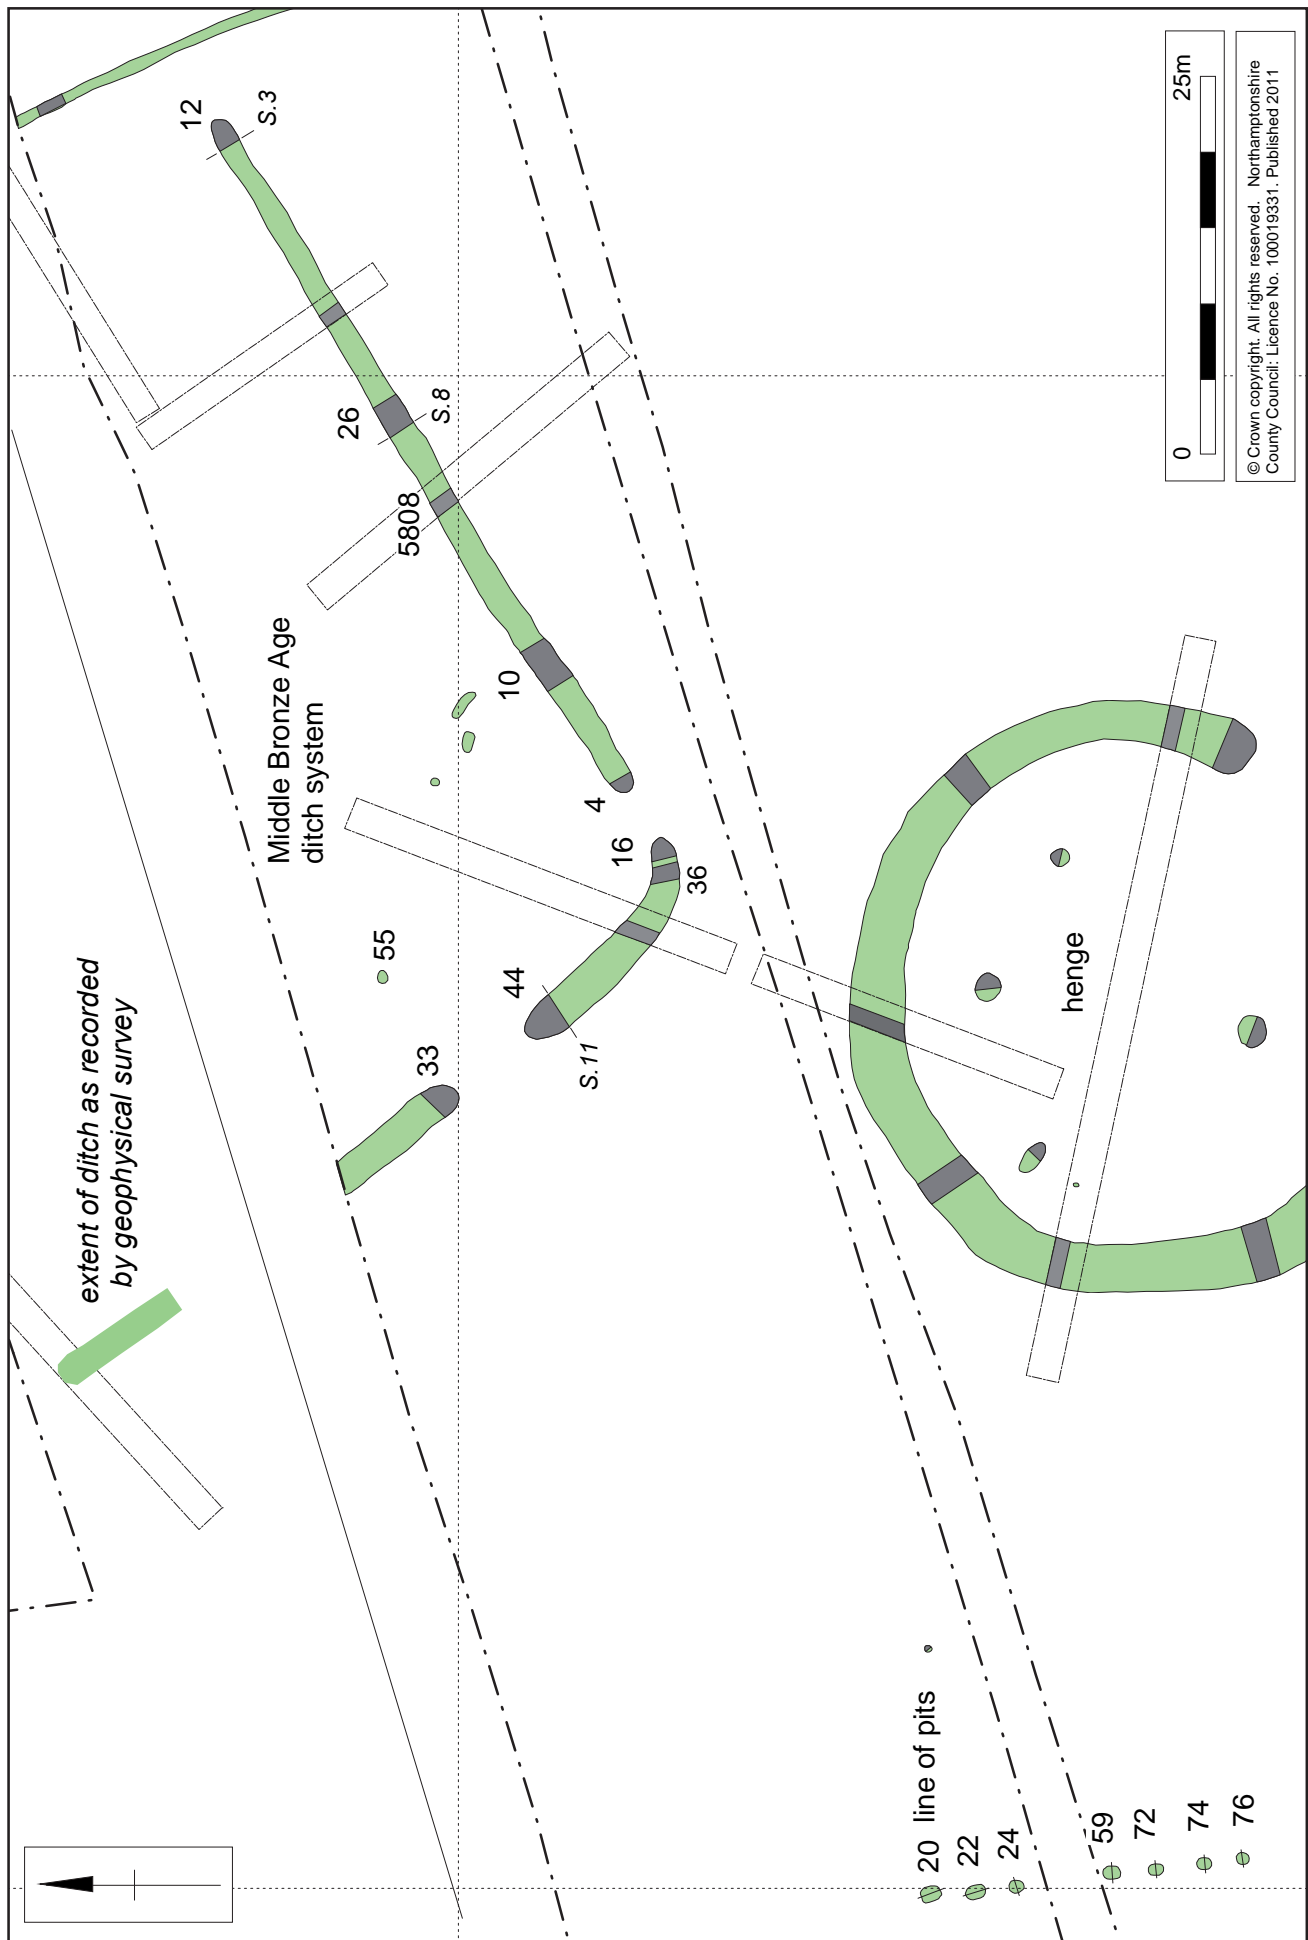 extent of ditch as recorded
by geophysical survey
Middle Bronze Age
ditch system
12
S.3
26
S.8
5808
10
4
16
36
44
S.11
55
33
henge
line of pits
20
22
24
59
72
74
76
0
25m
© Crown copyright. All rights reserved. Northamptonshire
County Council: Licence No. 100019331. Published 2011